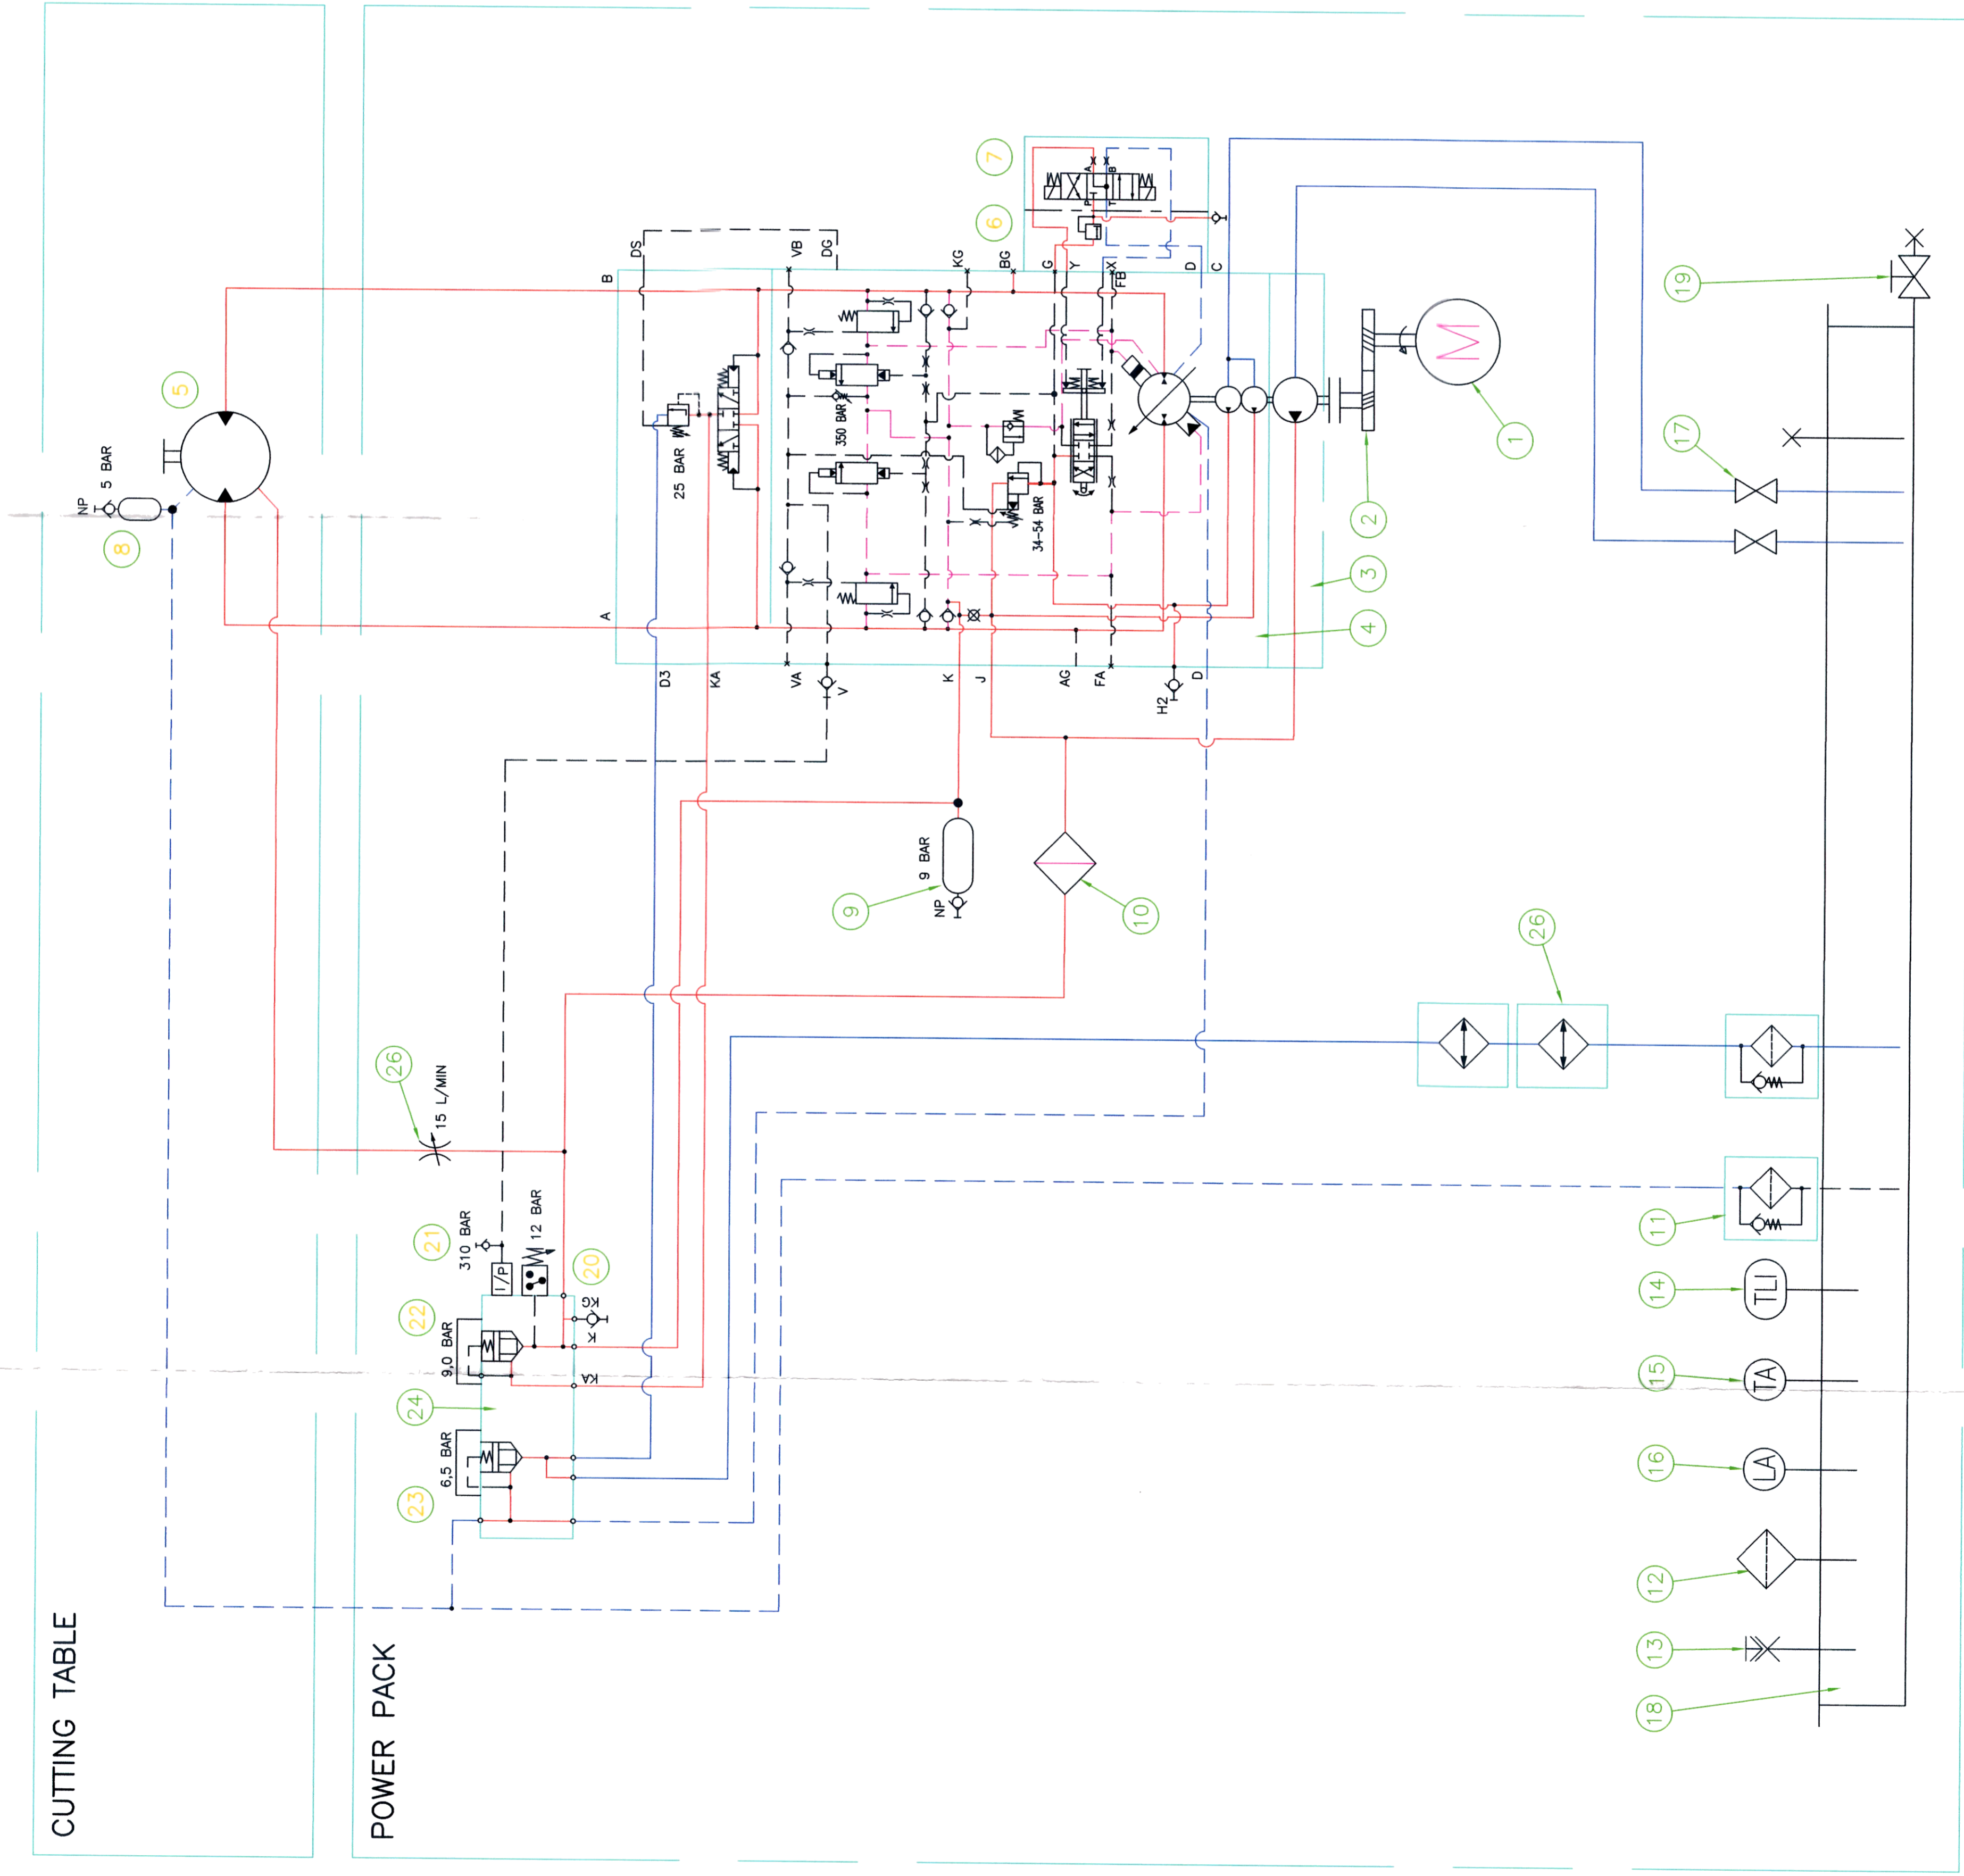 CUTTING TABLE
POWER PACK
NP
5 BAR
8
5
26
15 L/MIN
21
310 BAR
I/P
12 BAR
20
22
9,0 BAR
KG
K
KA
24
6,5 BAR
23
A
B
DS
25 BAR
D3
KA
VB
DG
VA
V
350 BAR
KG
BG
K
J
34-54 BAR
G
Y
X
FB
AG
FA
D
C
H2
D
6
7
P
T
A
B
9 BAR
NP
9
10
4
3
2
M
1
26
17
19
11
TLI
14
TA
15
LA
16
12
13
18